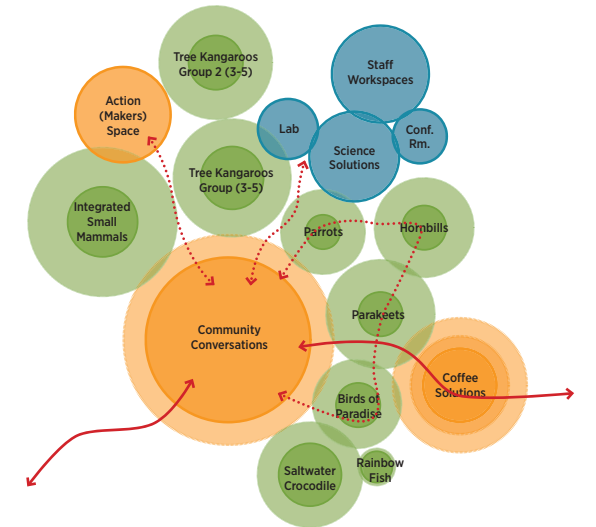 Tree Kangaroos
Group 2 (3-5)
Staff
Workspaces
Action
(Makers)
Space
Lab
Conf.
Rm.
Science
Solutions
Tree Kangaroos
Group (3-5)
Integrated
Small
Mammals
Parrots
Hornbills
Parakeets
Community
Conversations
Coffee
Solutions
Birds of
Paradise
Saltwater
Crocodile
Rainbow
Fish